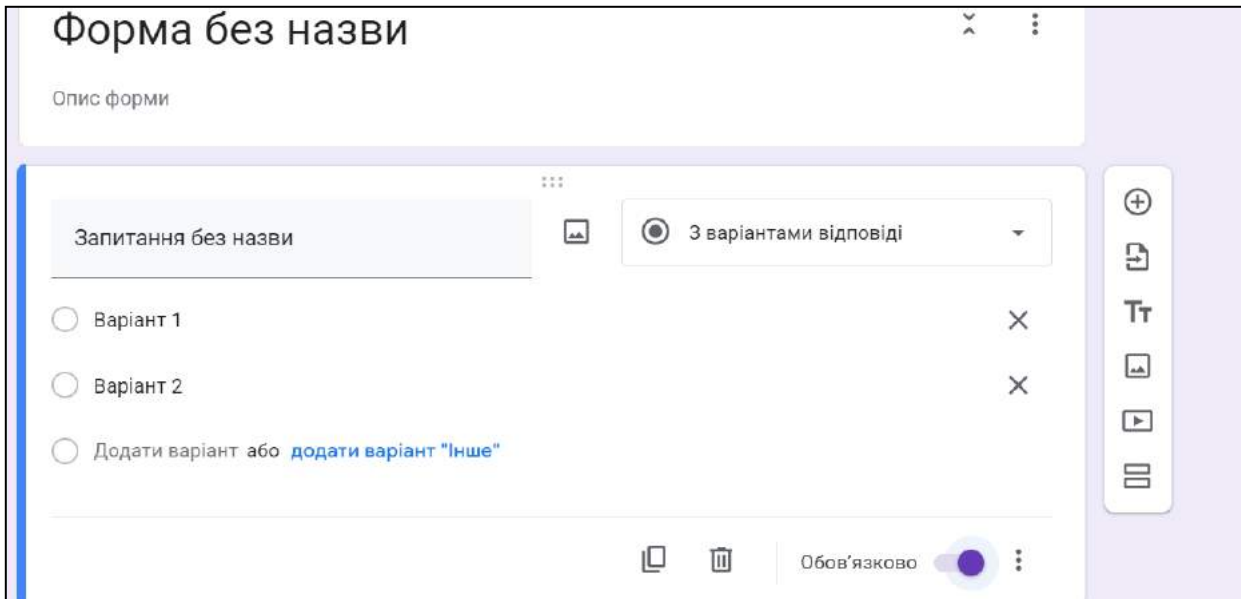 Форма без назви
Опис форми
Запитання без назви
З варіантами відповіді
Варіант 1
Варіант 2
Додати варіант або додати варіант "Інше"
Тт
Обов'язково